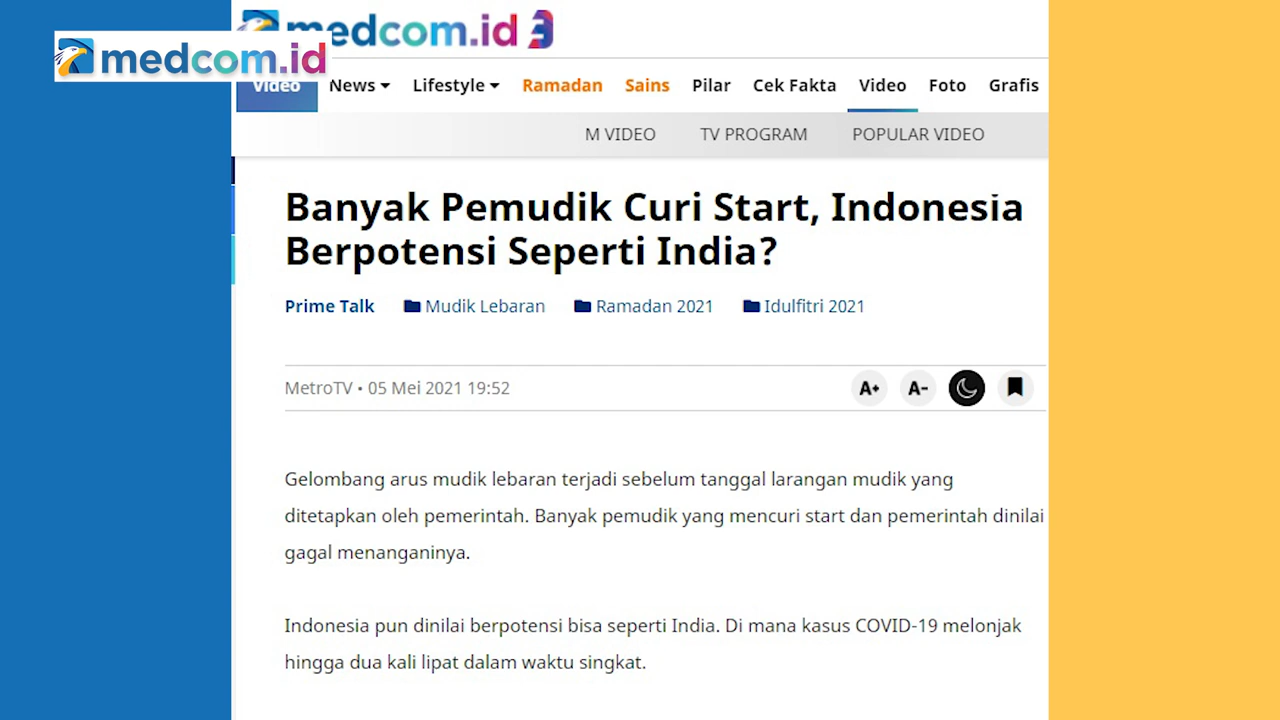 medcom.id
medcom.id
Video News Lifestyle Ramadan Sains Pilar Cek Fakta Video Foto Grafis
M VIDEO TV PROGRAM POPULAR VIDEO
Banyak Pemudik Curi Start, Indonesia
Berpotensi Seperti India?
Prime Talk Mudik Lebaran Ramadan 2021 Idulfitri 2021
MetroTV • 05 Mei 2021 19:52 A+ A-
Gelombang arus mudik lebaran terjadi sebelum tanggal larangan mudik yang
ditetapkan oleh pemerintah. Banyak pemudik yang mencuri start dan pemerintah dinilai
gagal menanganinya.
Indonesia pun dinilai berpotensi bisa seperti India. Di mana kasus COVID-19 melonjak
hingga dua kali lipat dalam waktu singkat.